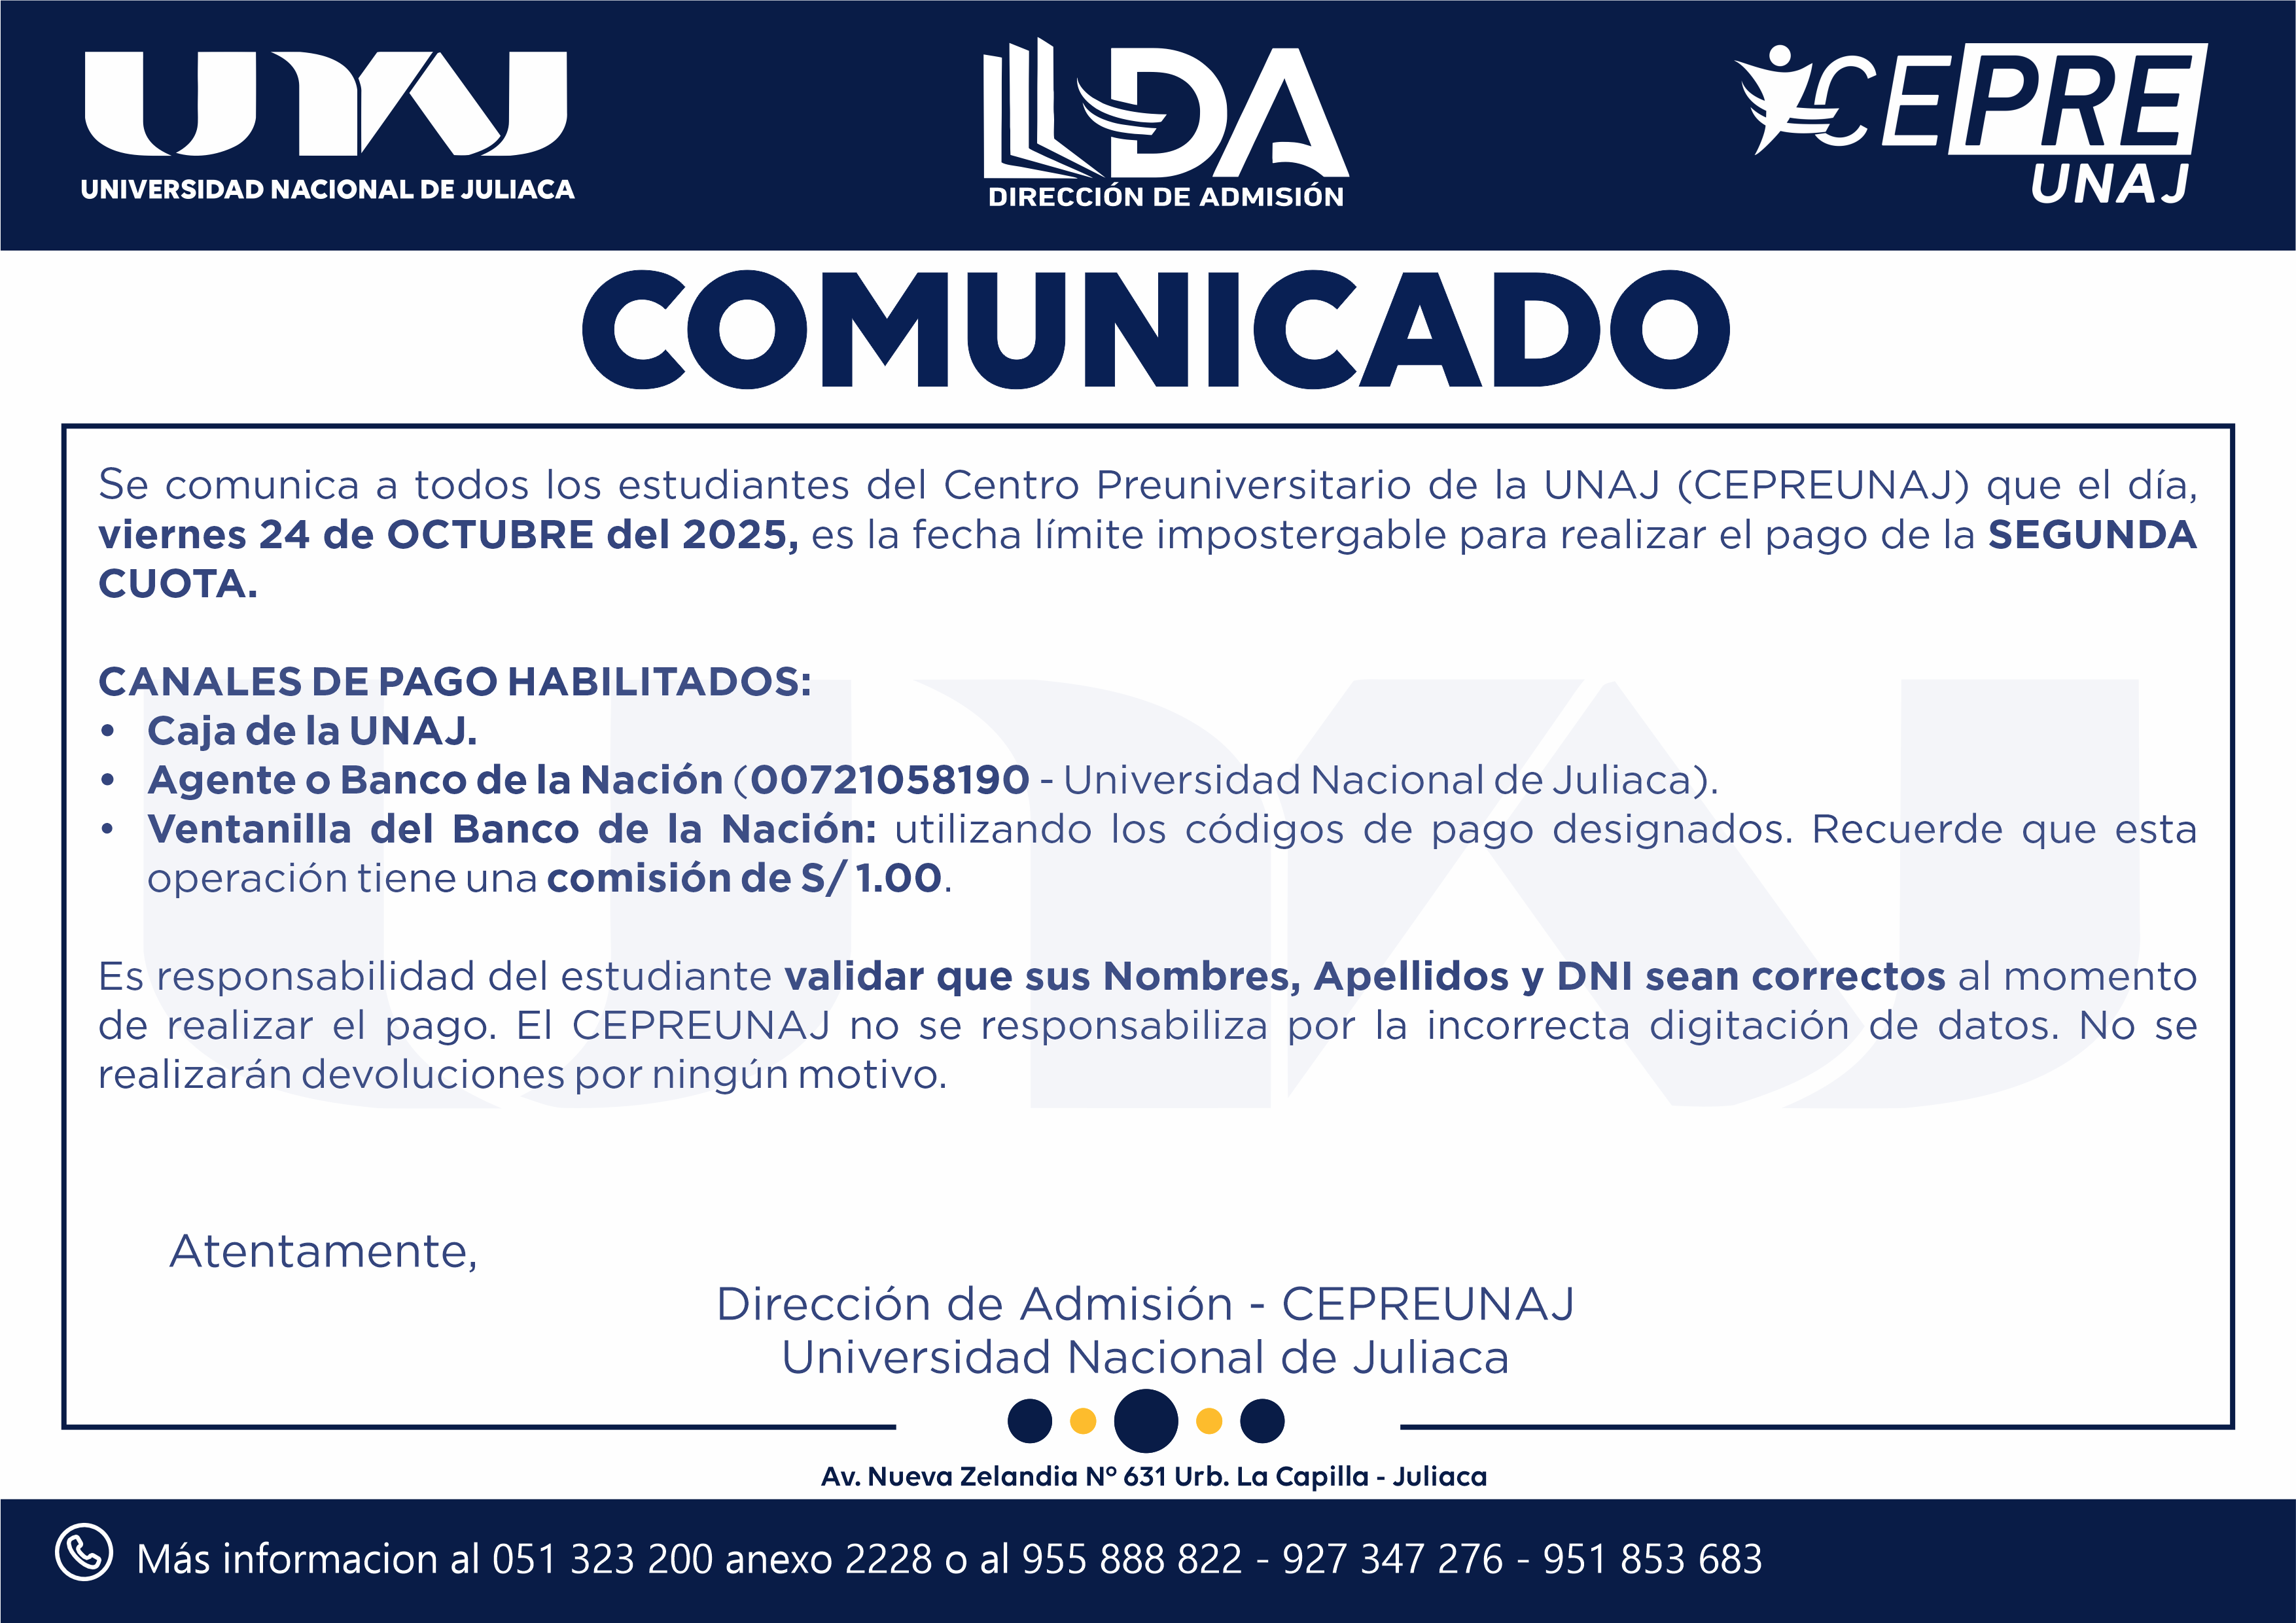 UNAJ
UNIVERSIDAD NACIONAL DE JULIACA
DA
DIRECCIÓN DE ADMISIÓN
CEPRE
UNAJ
COMUNICADO
Se comunica a todos los estudiantes del Centro Preuniversitario de la UNAJ (CEPREUNAJ) que el día,
viernes 24 de OCTUBRE del 2025, es la fecha límite impostergable para realizar el pago de la SEGUNDA
CUOTA.
CANALES DE PAGO HABILITADOS:
• Caja de la UNAJ.
• Agente o Banco de la Nación (00721058190 - Universidad Nacional de Juliaca).
• Ventanilla del Banco de la Nación: utilizando los códigos de pago designados. Recuerde que esta
operación tiene una comisión de S/ 1.00.
Es responsabilidad del estudiante validar que sus Nombres, Apellidos y DNI sean correctos al momento
de realizar el pago. El CEPREUNAJ no se responsabiliza por la incorrecta digitación de datos. No se
realizarán devoluciones por ningún motivo.
Atentamente,
Dirección de Admisión - CEPREUNAJ
Universidad Nacional de Juliaca
Av. Nueva Zelandia Nº 631 Urb. La Capilla - Juliaca
Más informacion al 051 323 200 anexo 2228 o al 955 888 822 - 927 347 276 - 951 853 683